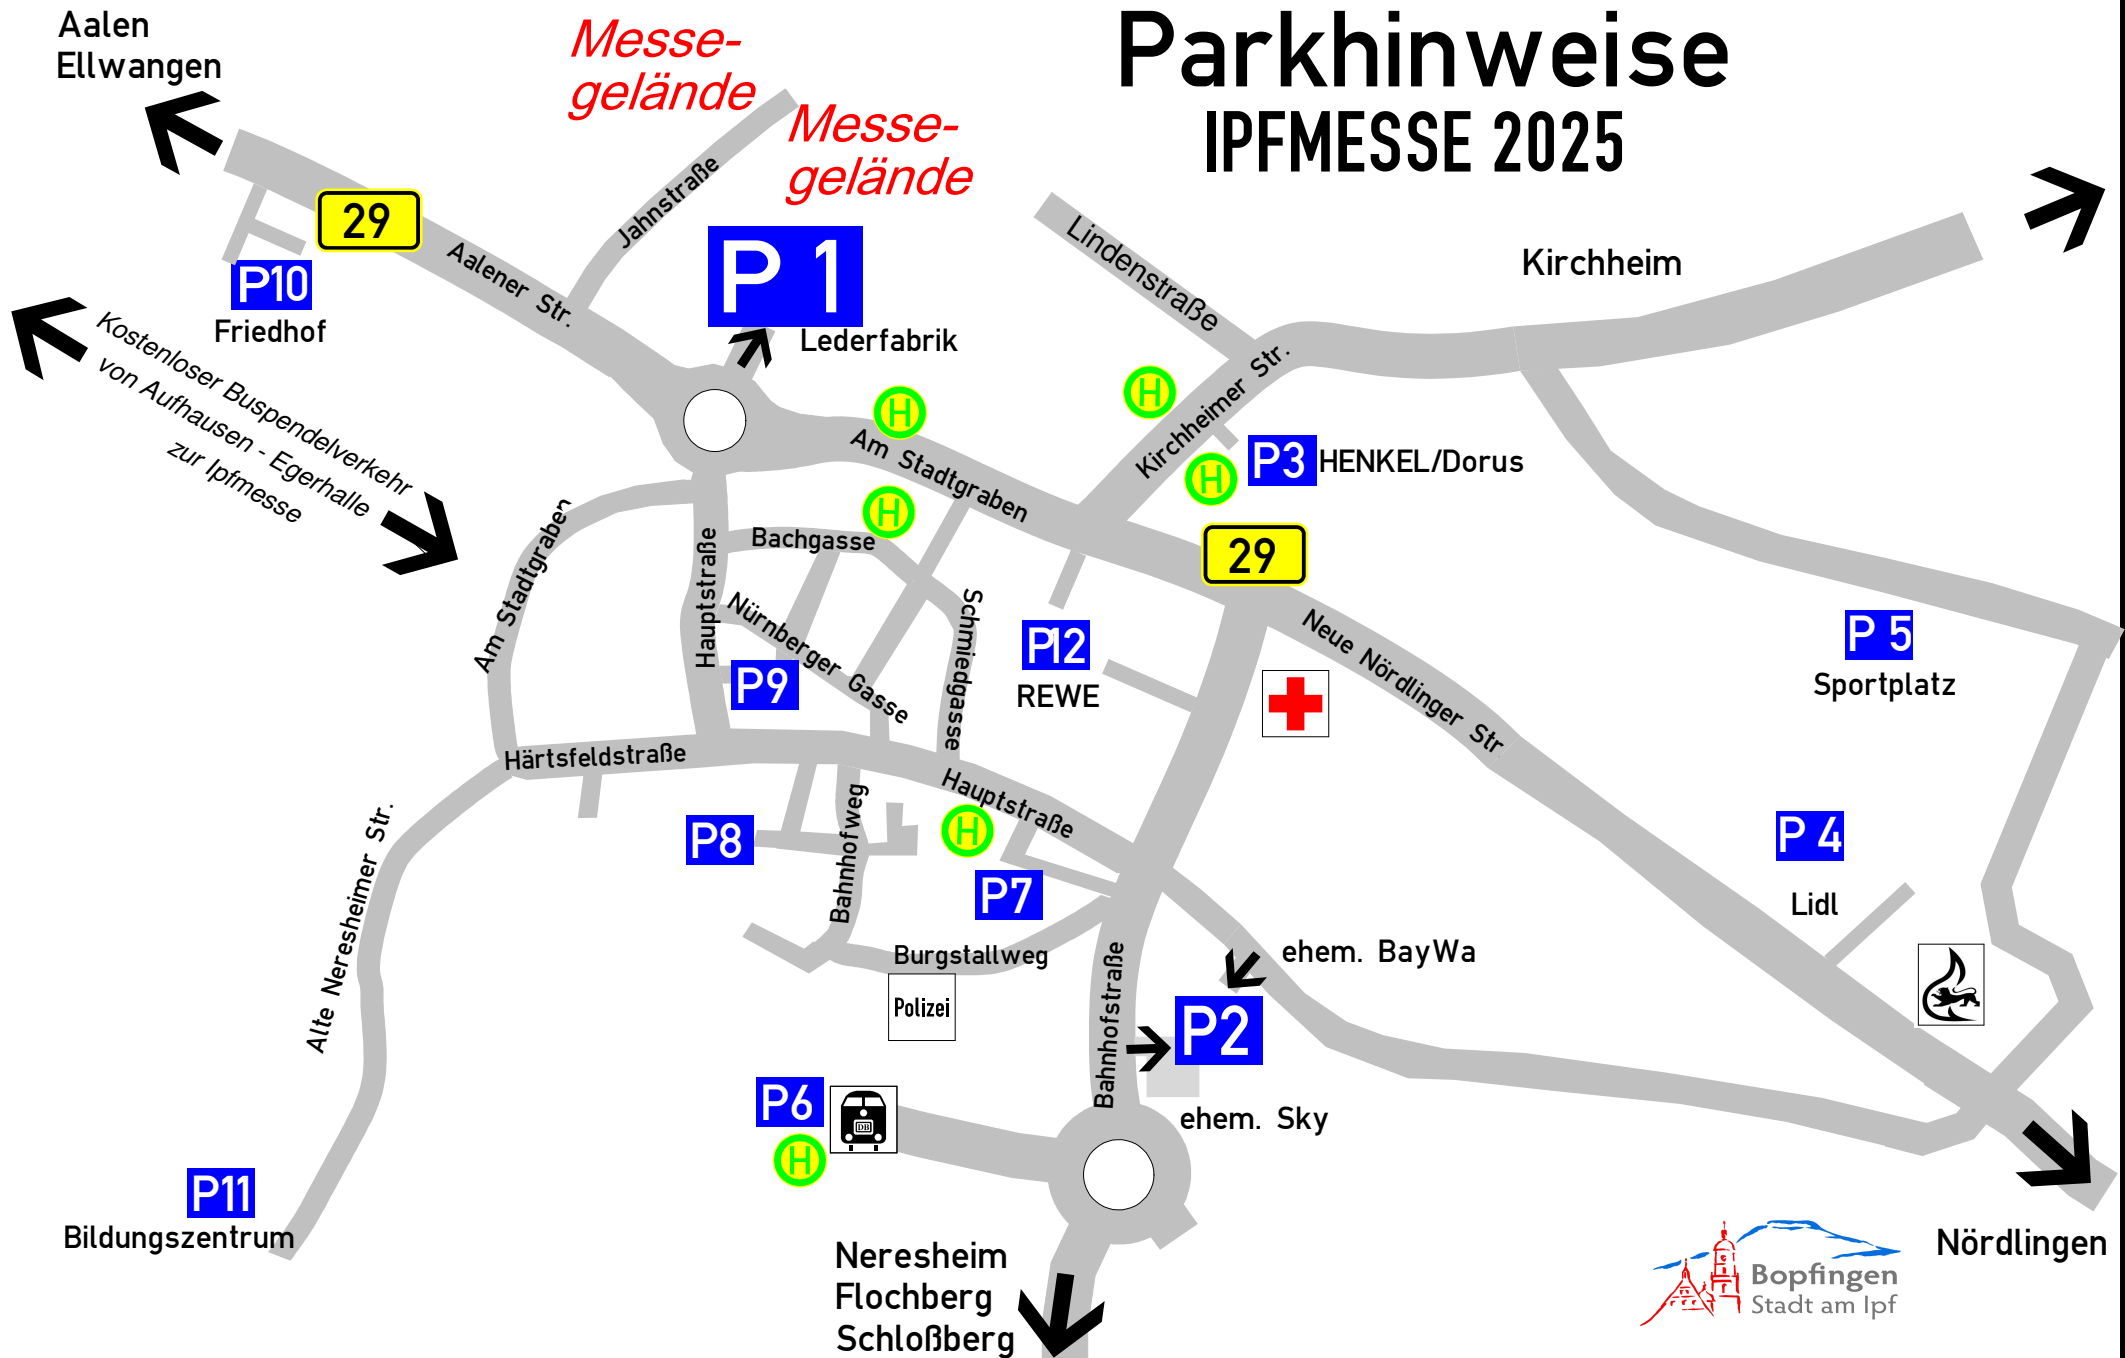 Aalen
Ellwangen
Messe-
gelände
Messe-
gelände
Parkhinweise
IPFMESSE 2025
29
Jahnstraße
Aalener Str.
P10
Friedhof
P 1
Lederfabrik
Lindenstraße
Kirchheim
Kostenloser Buspendelverkehr
von Aufhausen - Egerhalle
zur Ipfmesse
H
H
Kirchheimer Str.
H
H
P3 HENKEL/Dorus
Am Stadtgraben
Am Stadtgraben
Hauptstraße
Bachgasse
Nürnberger Gasse
Schmiedgasse
29
Neue Nördlinger Str
P12
REWE
P9
P 5
Sportplatz
Härtsfeldstraße
Hauptstraße
H
P8
Bahnhofweg
P7
P 4
Lidl
Alte Neresheimer Str.
Burgstallweg
Polizei
Bahnhofstraße
ehem. BayWa
P2
ehem. Sky
P6
DB
H
P11
Bildungszentrum
Neresheim
Flochberg
Schloßberg
Nördlingen
Bopfingen
Stadt am Ipf